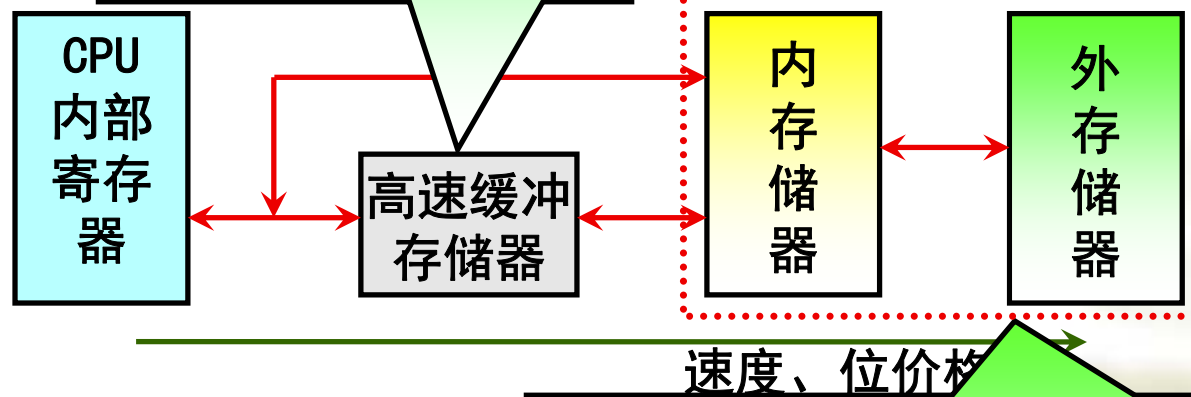 CPU
内部
寄存
器
高速缓冲
存储器
内
存
储
器
外
存
储
器
速度、位价格